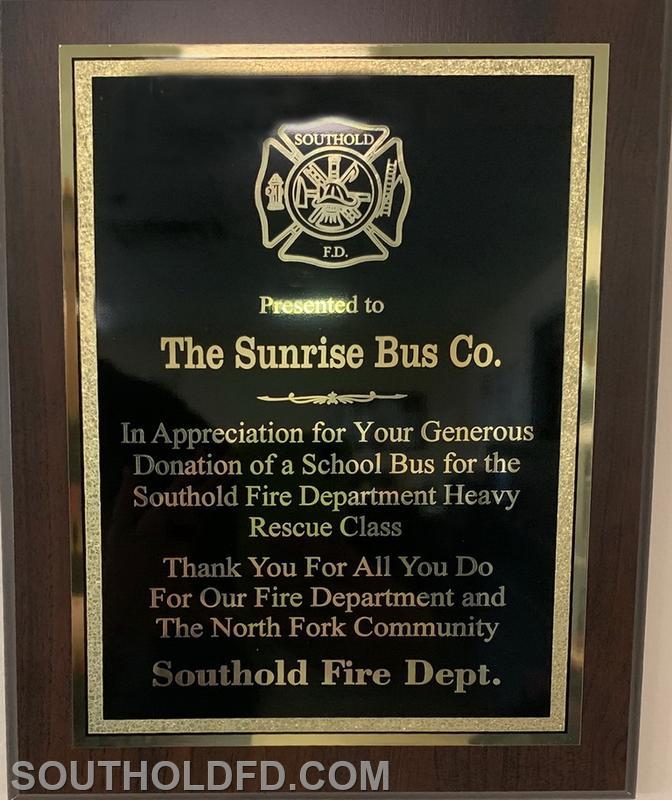 SOUTHOLD
F.D.
Presented to
The Sunrise Bus Co.
In Appreciation for Your Generous
Donation of a School Bus for the
Southold Fire Department Heavy
Rescue Class
Thank You For All You Do
For Our Fire Department and
The North Fork Community
Southold Fire Dept.
SOUTHOLDFD.COM